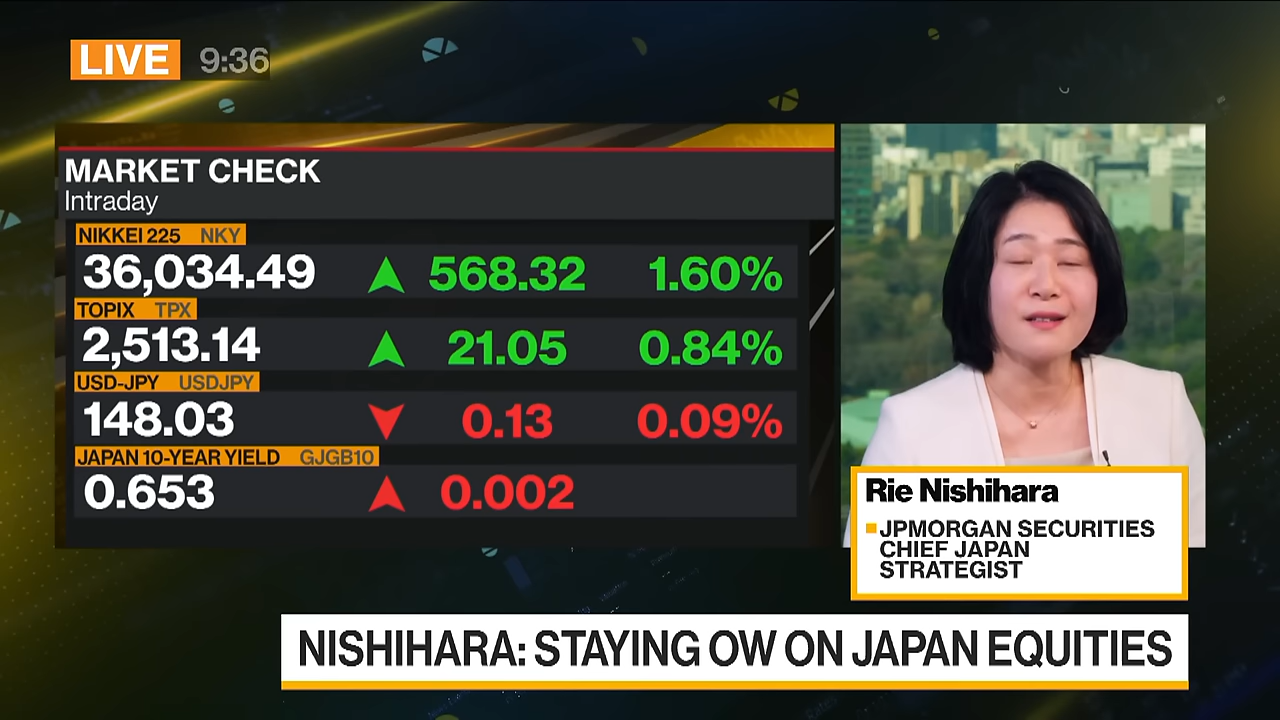 LIVE 9:36
MARKET CHECK
Intraday
NIKKEI 225 NKY
36,034.49 ▲ 568.32 1.60%
TOPIX TPX
2,513.14 ▲ 21.05 0.84%
USD-JPY USDJPY
148.03 ▼ 0.13 0.09%
JAPAN 10-YEAR YIELD GJGB10
0.653 ▲ 0.002
Rie Nishihara
JPMORGAN SECURITIES
CHIEF JAPAN
STRATEGIST
NISHIHARA: STAYING OW ON JAPAN EQUITIES